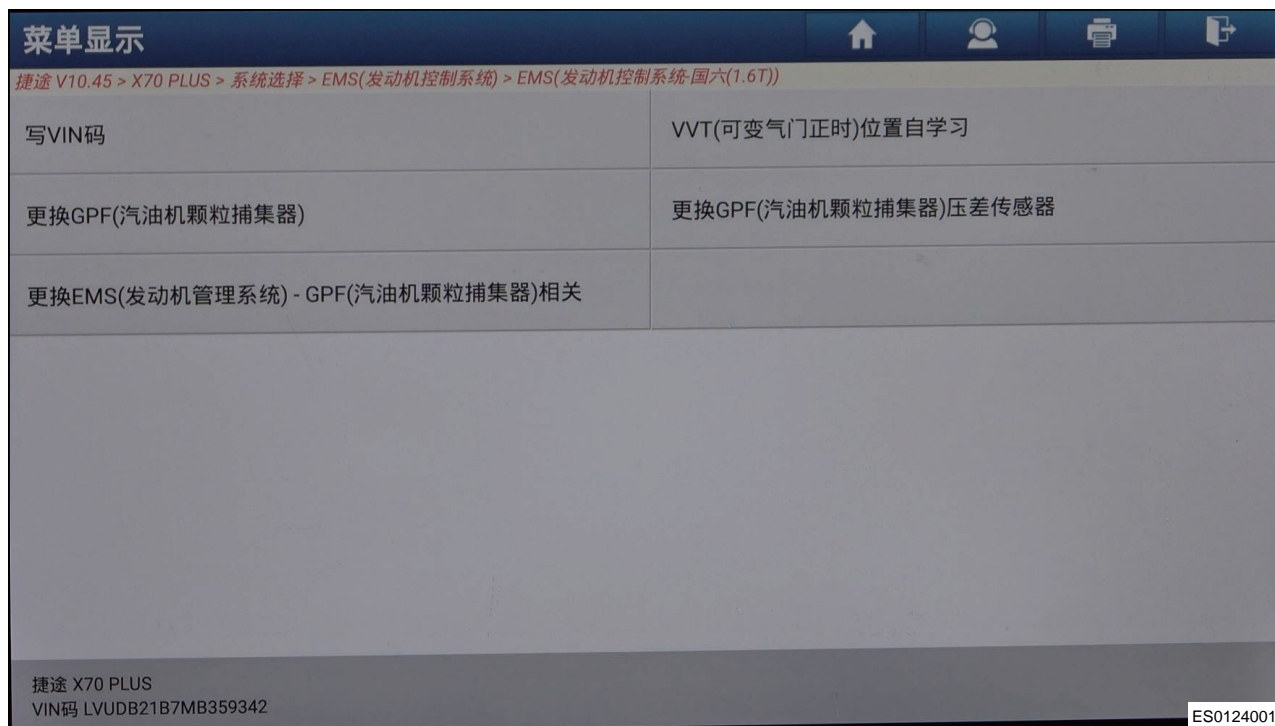 菜单显示
捷途 V10.45 > X70 PLUS > 系统选择 > EMS(发动机控制系统) > EMS(发动机控制系统-国六(1.6T))
写VIN码
VVT(可变气门正时)位置自学习
更换GPF(汽油机颗粒捕集器)
更换GPF(汽油机颗粒捕集器)压差传感器
更换EMS(发动机管理系统) - GPF(汽油机颗粒捕集器)相关
捷途 X70 PLUS
VIN码 LVUDB21B7MB359342
ES0124001